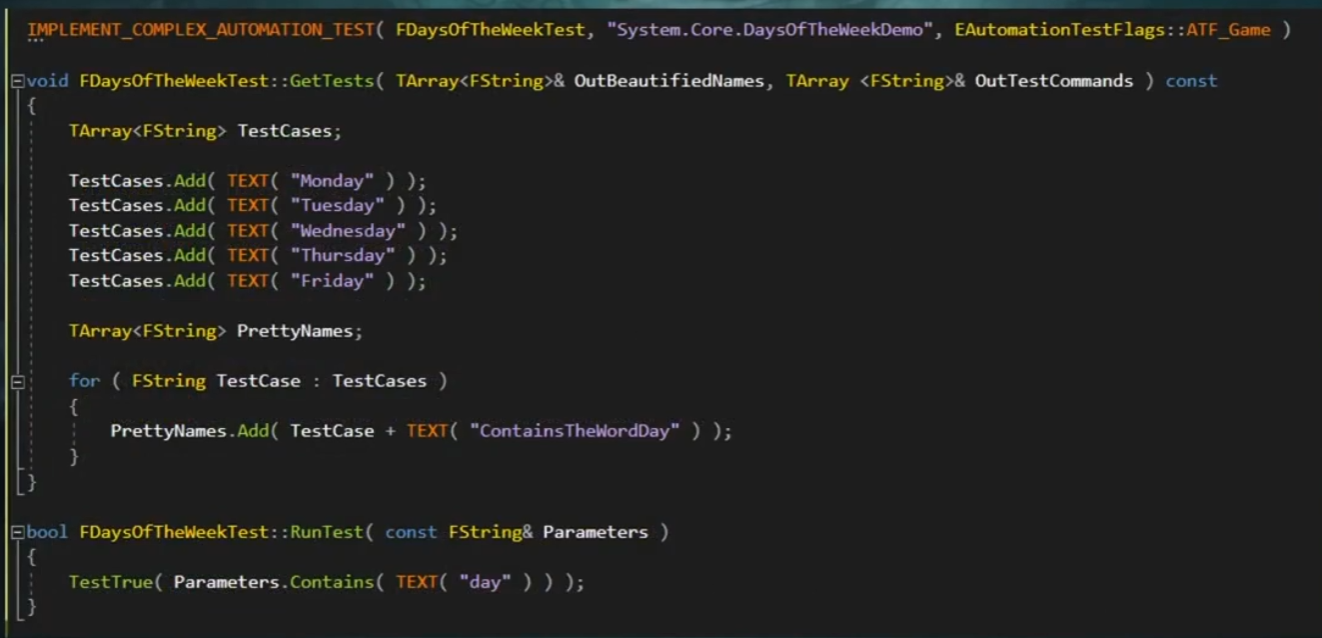 IMPLEMENT_COMPLEX_AUTOMATION_TEST( FDaysOfTheWeekTest, "System.Core.DaysOfTheWeekDemo", EAutomationTestFlags::ATF_Game )
void FDaysOfTheWeekTest::GetTests( TArray<FString>& OutBeautifiedNames, TArray <FString>& OutTestCommands ) const
{
TArray<FString> TestCases;
TestCases.Add( TEXT( "Monday" ) );
TestCases.Add( TEXT( "Tuesday" ) );
TestCases.Add( TEXT( "Wednesday" ) );
TestCases.Add( TEXT( "Thursday" ) );
TestCases.Add( TEXT( "Friday" ) );
TArray<FString> PrettyNames;
for ( FString TestCase : TestCases )
{
PrettyNames.Add( TestCase + TEXT( "ContainsTheWordDay" ) );
}
}
bool FDaysOfTheWeekTest::RunTest( const FString& Parameters )
{
TestTrue( Parameters.Contains( TEXT( "day" ) ) );
}